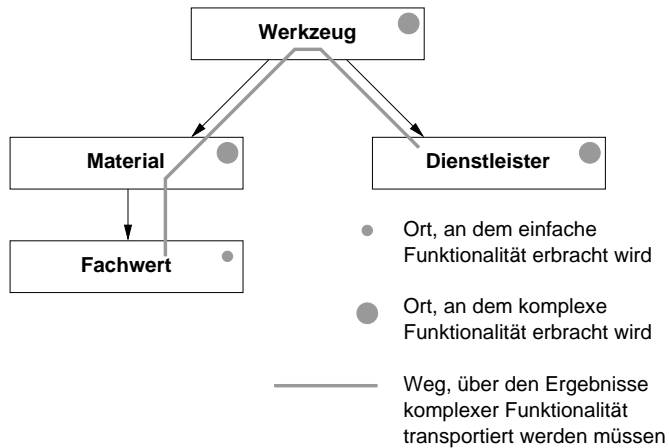 Werkzeug
Material
Dienstleister
Fachwert
Ort, an dem einfache
Funktionalität erbracht wird
Ort, an dem komplexe
Funktionalität erbracht wird
Weg, über den Ergebnisse
komplexer Funktionalität
transportiert werden müssen